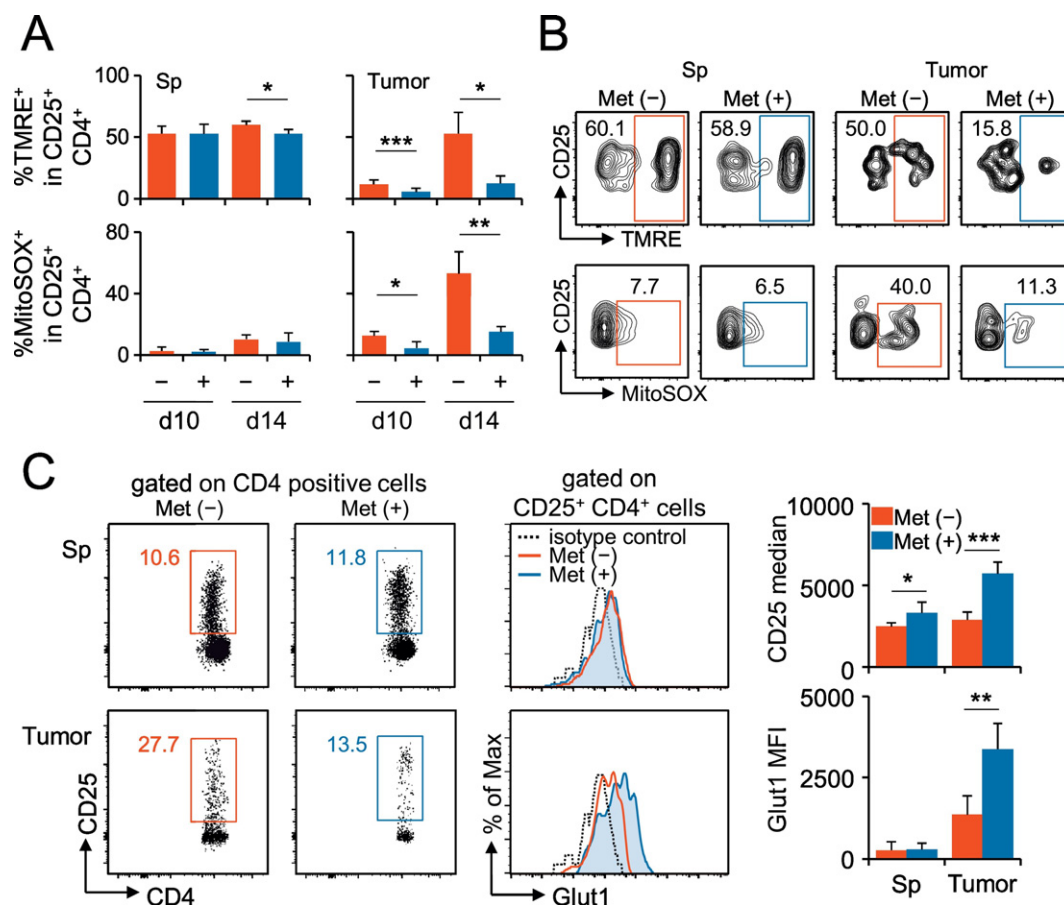 A
Sp
Tumor
%TMRE⁺
in CD25⁺
CD4⁺
100
50
0
*
***
*
%MitoSOX⁺
in CD25⁺
CD4⁺
80
40
0
*
**
– + – + – + – +
d10 d14 d10 d14
B
Sp Tumor
Met (–) Met (+) Met (–) Met (+)
CD25
60.1 58.9 50.0 15.8
TMRE
CD25
7.7 6.5 40.0 11.3
MitoSOX
C
gated on CD4 positive cells
Met (–) Met (+)
Sp
10.6 11.8
Tumor
27.7 13.5
CD25
CD4
gated on
CD25⁺ CD4⁺ cells
isotype control
Met (–)
Met (+)
% of Max
Glut1
CD25 median
10000
5000
0
Met (–)
Met (+)
*
***
Glut1 MFI
5000
2500
0
**
Sp Tumor